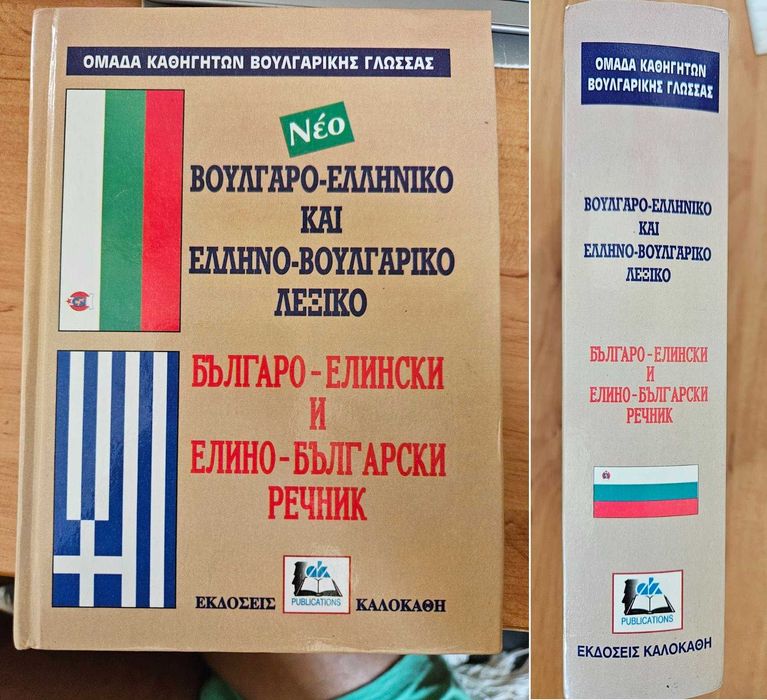 ΟΜΑΔΑ ΚΑΘΗΓΗΤΩΝ ΒΟΥΛΓΑΡΙΚΗΣ ΓΛΩΣΣΑΣ
Νέο
ΒΟΥΛΓΑΡΟ-ΕΛΛΗΝΙΚΟ
ΚΑΙ
ΕΛΛΗΝΟ-ΒΟΥΛΓΑΡΙΚΟ
ΛΕΞΙΚΟ
БЪЛГАРО-ЕЛИНСКИ
И
ЕЛИНО-БЪЛГАРСКИ
РЕЧНИК
PUBLICATIONS
ΕΚΔΟΣΕΙΣ ΚΑΛΟΚΑΘΗ
ΟΜΑΔΑ ΚΑΘΗΓΗΤΩΝ
ΒΟΥΛΓΑΡΙΚΗΣ ΓΛΩΣΣΑΣ
ΒΟΥΛΓΑΡΟ-ΕΛΛΗΝΙΚΟ
ΚΑΙ
ΕΛΛΗΝΟ-ΒΟΥΛΓΑΡΙΚΟ
ΛΕΞΙΚΟ
БЪЛГАРО-ЕЛИНСКИ
И
ЕЛИНО-БЪЛГАРСКИ
РЕЧНИК
PUBLICATIONS
ΕΚΔΟΣΕΙΣ ΚΑΛΟΚΑΘΗ